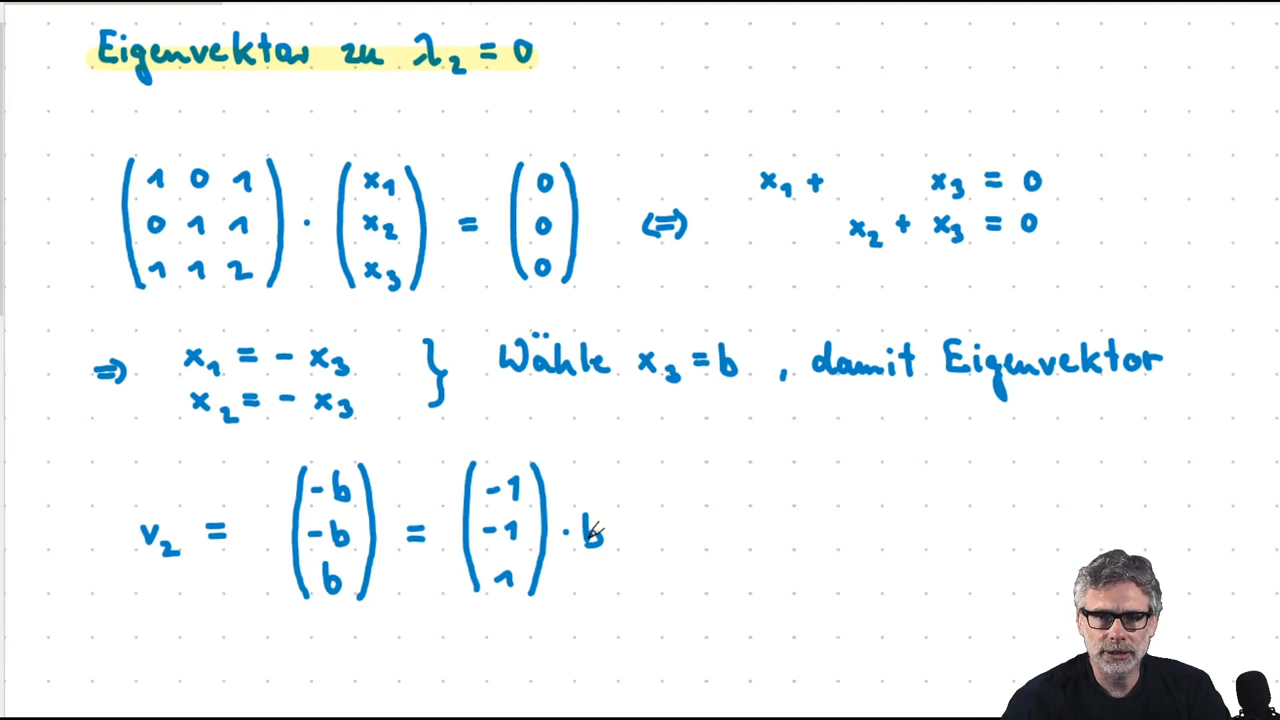 Eigenvektor zu λ₂ = 0
(1 0 1; 0 1 1; 1 1 2) · (x₁; x₂; x₃) = (0; 0; 0) ⇔ x₁ + x₃ = 0
x₂ + x₃ = 0
⇒ x₁ = - x₃
x₂ = - x₃ } Wähle x₃ = b , damit Eigenvektor
v₂ = (-b; -b; b) = (-1; -1; 1) · b